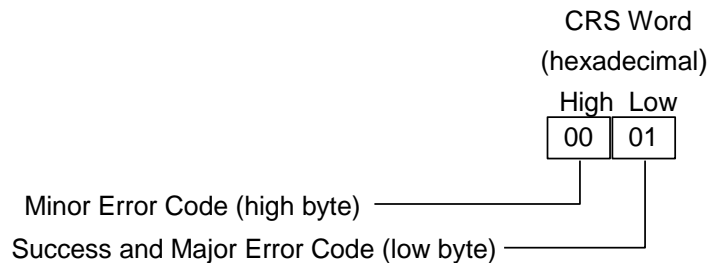 CRS Word
(hexadecimal)
High Low
00 01
Minor Error Code (high byte)
Success and Major Error Code (low byte)